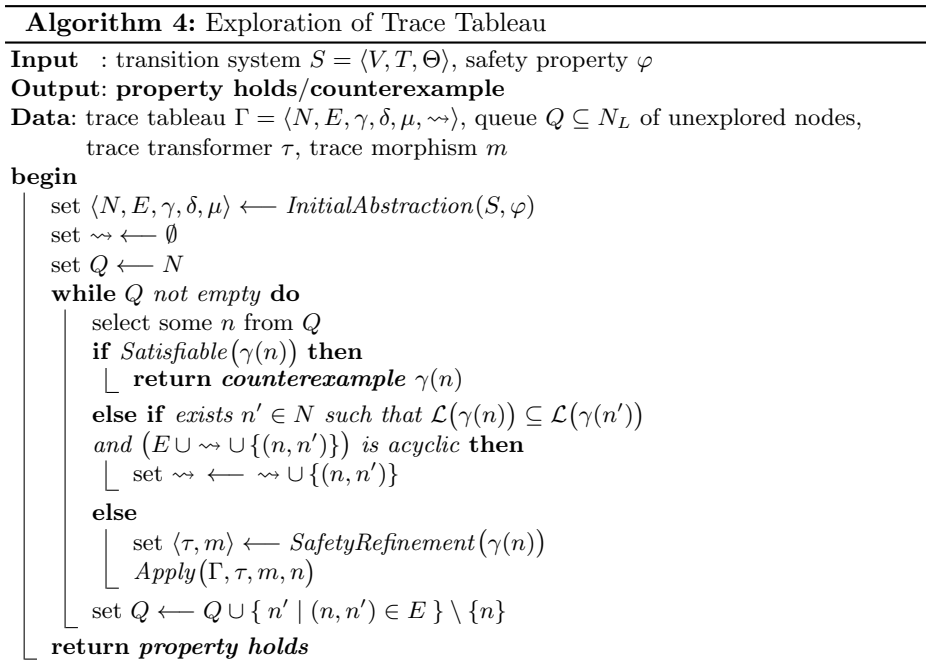 Algorithm 4: Exploration of Trace Tableau
Input : transition system S = ⟨V, T, Θ⟩, safety property φ
Output: property holds/counterexample
Data: trace tableau Γ = ⟨N, E, γ, δ, μ, ⇝⟩, queue Q ⊆ N_L of unexplored nodes,
trace transformer τ, trace morphism m
begin
set ⟨N, E, γ, δ, μ⟩ ⟵ InitialAbstraction(S, φ)
set ⇝ ⟵ ∅
set Q ⟵ N
while Q not empty do
select some n from Q
if Satisfiable(γ(n)) then
return counterexample γ(n)
else if exists n′ ∈ N such that ℒ(γ(n)) ⊆ ℒ(γ(n′))
and (E ∪ ⇝ ∪ {(n, n′)}) is acyclic then
set ⇝ ⟵ ⇝ ∪ {(n, n′)}
else
set ⟨τ, m⟩ ⟵ SafetyRefinement(γ(n))
Apply(Γ, τ, m, n)
set Q ⟵ Q ∪ { n′ | (n, n′) ∈ E } \ {n}
return property holds